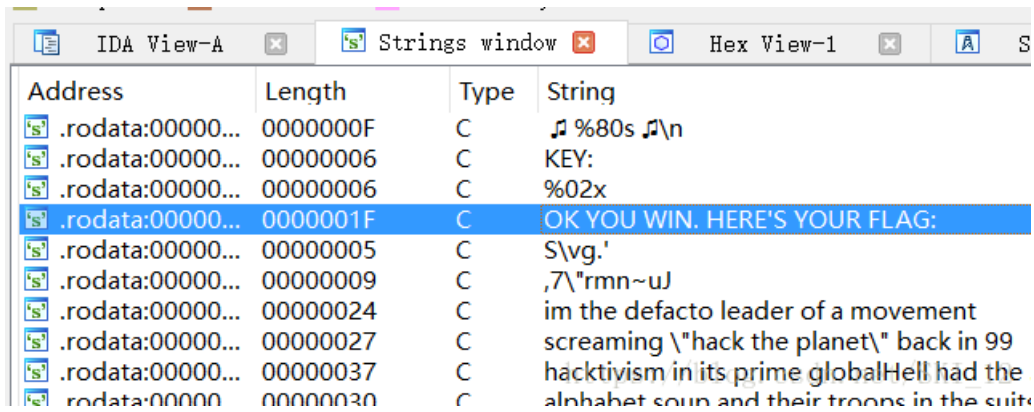 IDA View-A Strings window Hex View-1 S
Address Length Type String
.rodata:00000... 0000000F C ♫ %80s ♫\n
.rodata:00000... 00000006 C KEY:
.rodata:00000... 00000006 C %02x
.rodata:00000... 0000001F C OK YOU WIN. HERE'S YOUR FLAG:
.rodata:00000... 00000005 C S\vg.'
.rodata:00000... 00000009 C ,7\"rmn~uJ
.rodata:00000... 00000024 C im the defacto leader of a movement
.rodata:00000... 00000027 C screaming \"hack the planet\" back in 99
.rodata:00000... 00000037 C hacktivism in its prime globalHell had the
.rodata:00000... 00000030 C alphabet soup and their troops in the suits